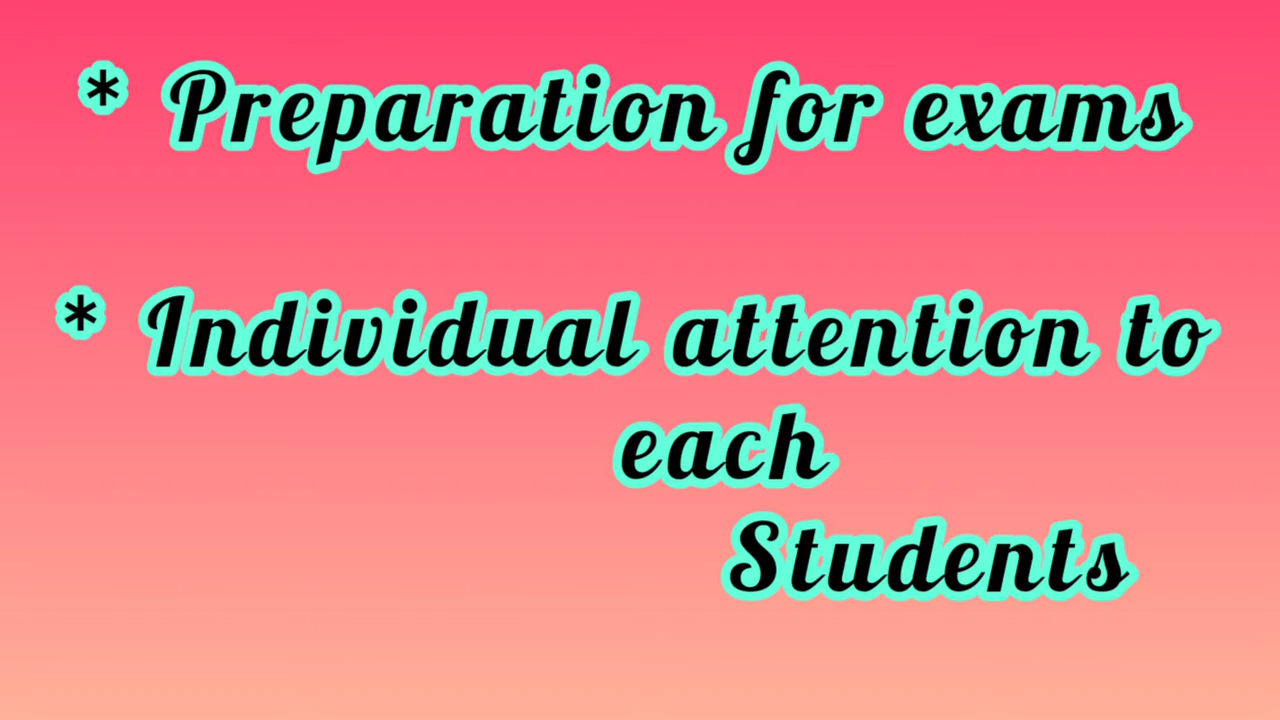 * Preparation for exams
* Individual attention to
each
Students